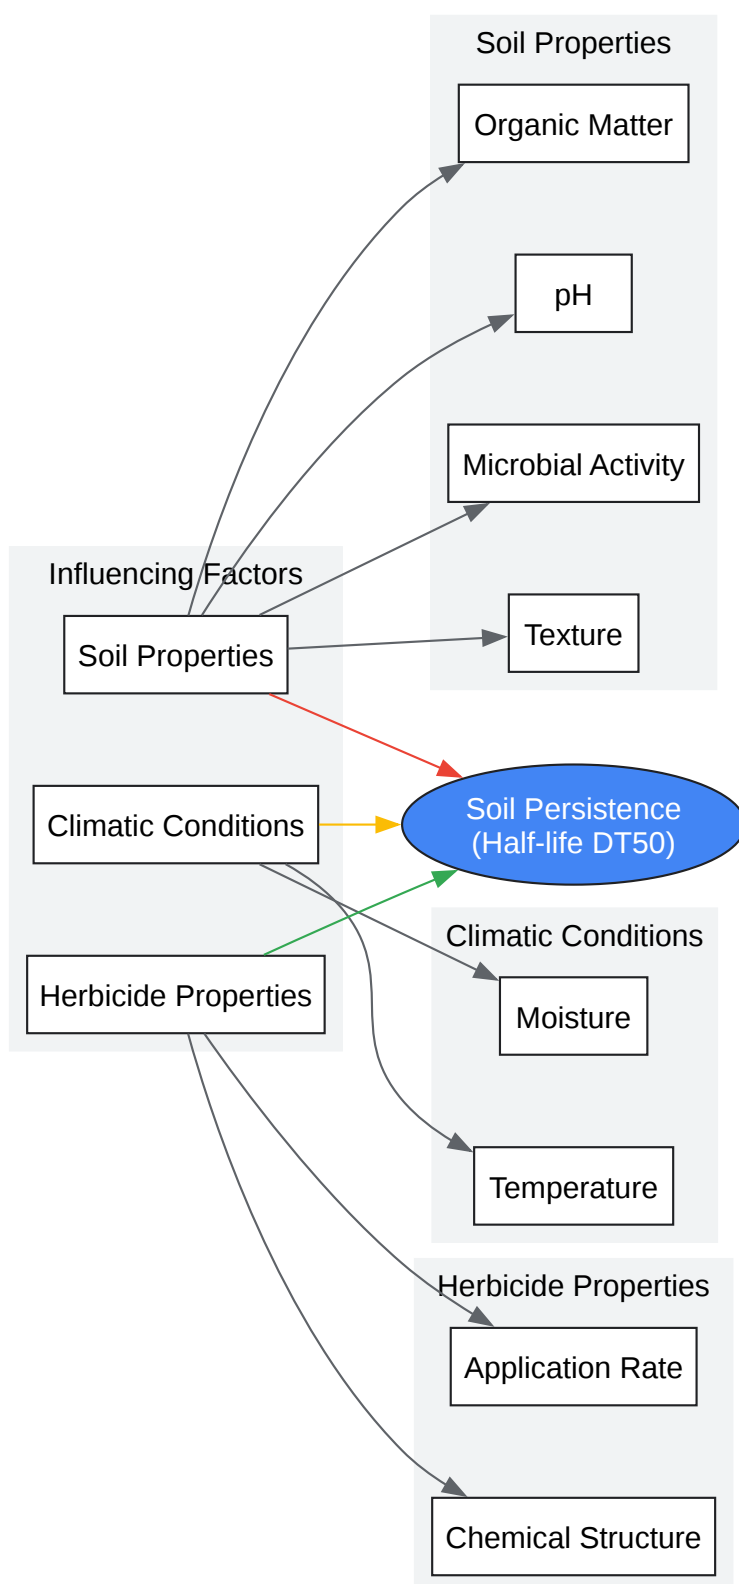 Soil Properties
Organic Matter
pH
Microbial Activity
Texture
Influencing Factors
Soil Properties
Climatic Conditions
Herbicide Properties
Soil Persistence
(Half-life DT50)
Climatic Conditions
Moisture
Temperature
Herbicide Properties
Application Rate
Chemical Structure